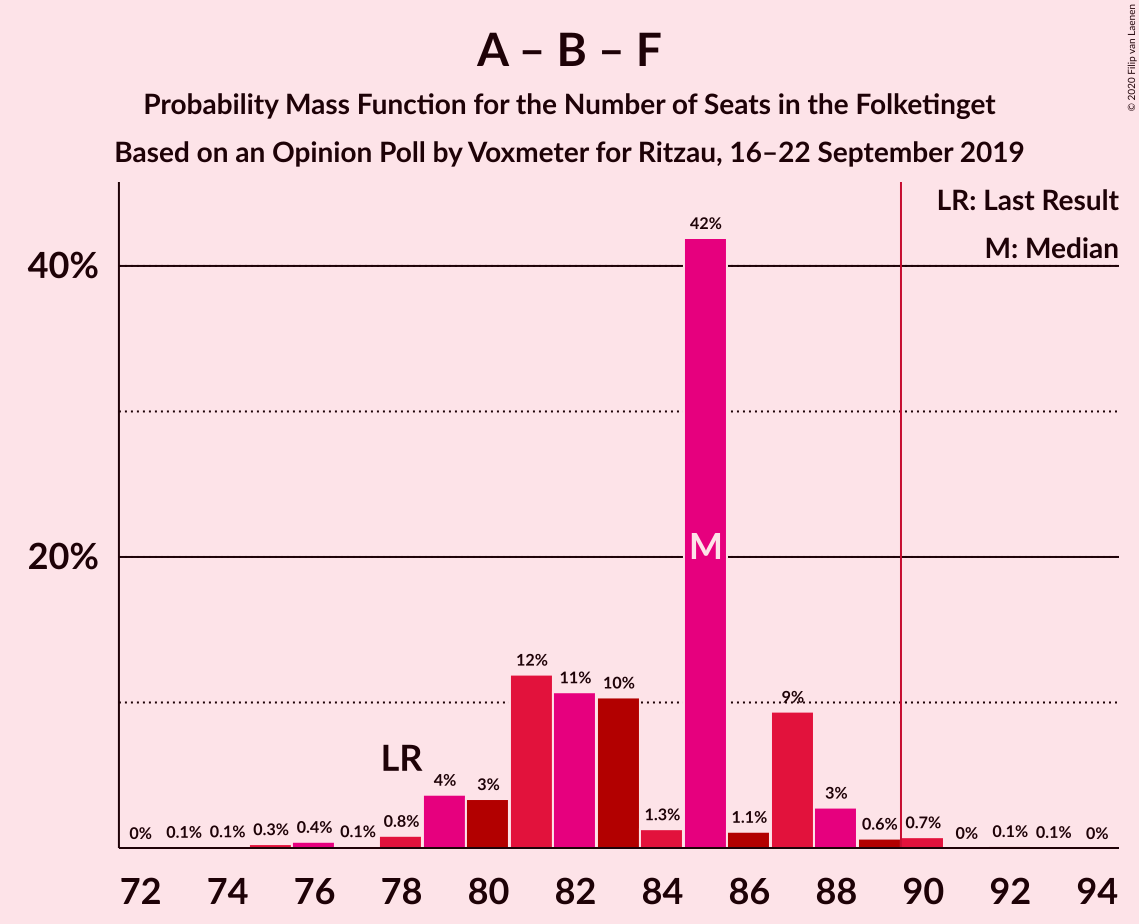 A – B – F
Probability Mass Function for the Number of Seats in the Folketinget
Based on an Opinion Poll by Voxmeter for Ritzau, 16–22 September 2019
© 2020 Filip van Laenen
LR: Last Result
M: Median
40%
20%
LR
M
0%
0.1%
0.1%
0.3%
0.4%
0.1%
0.8%
4%
3%
12%
11%
10%
1.3%
42%
1.1%
9%
3%
0.6%
0.7%
0%
0.1%
0.1%
0%
72 74 76 78 80 82 84 86 88 90 92 94